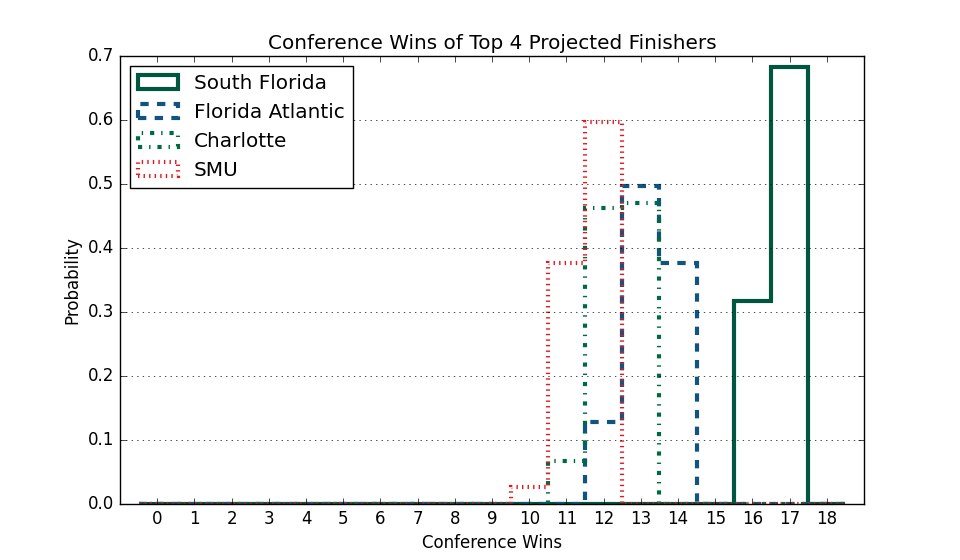 Conference Wins of Top 4 Projected Finishers
0.7
0.6
0.5
0.4
0.3
0.2
0.1
0.0
Probability
South Florida
Florida Atlantic
Charlotte
SMU
0 1 2 3 4 5 6 7 8 9 10 11 12 13 14 15 16 17 18
Conference Wins